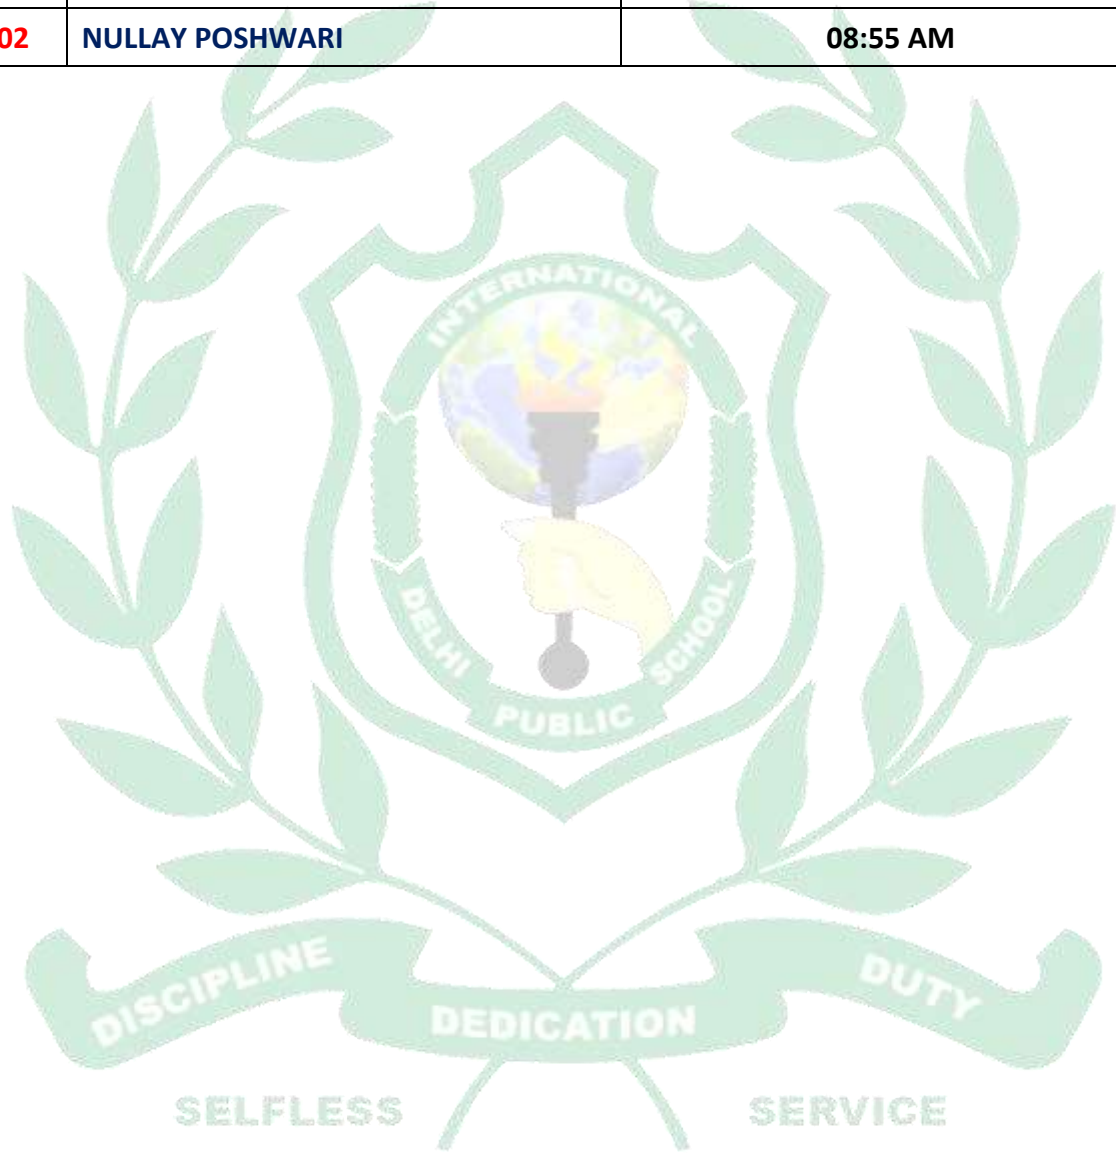 02 NULLAY POSHWARI 08:55 AM
INTERNATIONAL
DELHI PUBLIC SCHOOL
DISCIPLINE DEDICATION DUTY
SELFLESS SERVICE